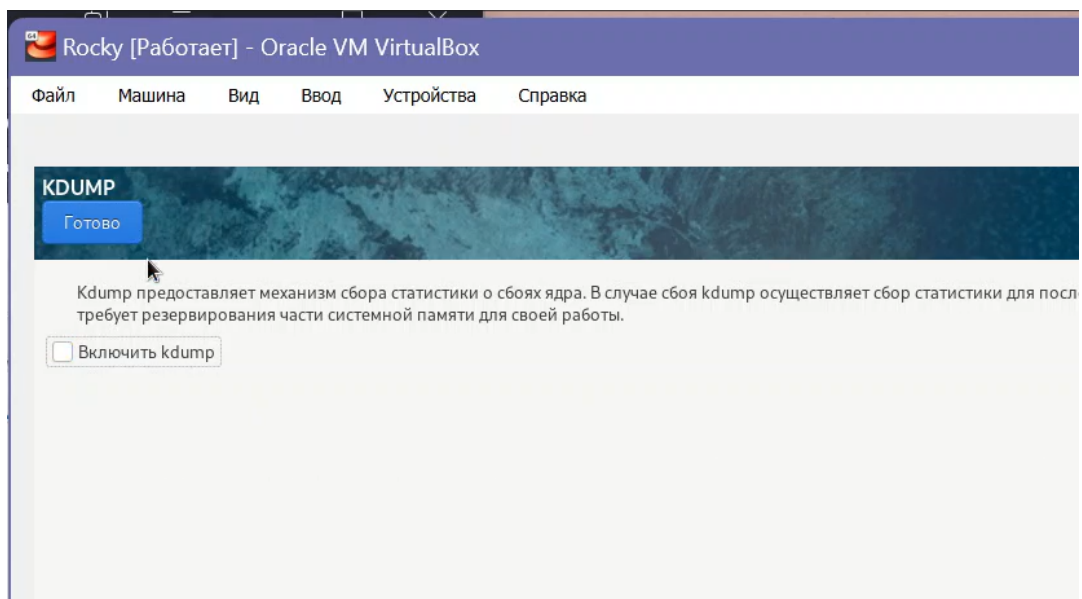 64
Rocky [Работает] - Oracle VM VirtualBox
Файл Машина Вид Ввод Устройства Справка
KDUMP
Готово
Kdump предоставляет механизм сбора статистики о сбоях ядра. В случае сбоя kdump осуществляет сбор статистики для
требует резервирования части системной памяти для своей работы.
Включить kdump